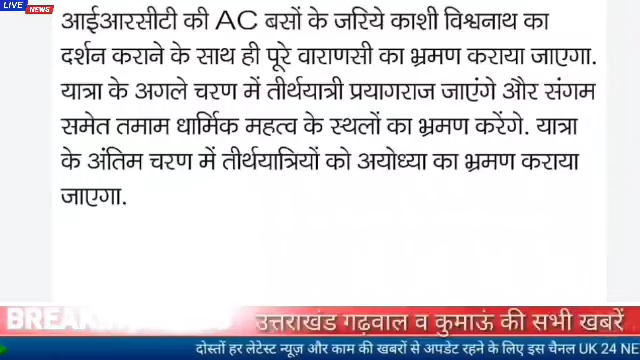 LIVE NEWS
आईआरसीटी की AC बसों के जरिये काशी विश्वनाथ का
दर्शन कराने के साथ ही पूरे वाराणसी का भ्रमण कराया जाएगा.
यात्रा के अगले चरण में तीर्थयात्री प्रयागराज जाएंगे और संगम
समेत तमाम धार्मिक महत्व के स्थलों का भ्रमण करेंगे. यात्रा
के अंतिम चरण में तीर्थयात्रियों को अयोध्या का भ्रमण कराया
जाएगा.
उत्तराखंड गढ़वाल व कुमाऊं की सभी खबरें
दोस्तों हर लेटेस्ट न्यूज़ और काम की खबरों से अपडेट रहने के लिए इस चैनल UK 24 NE